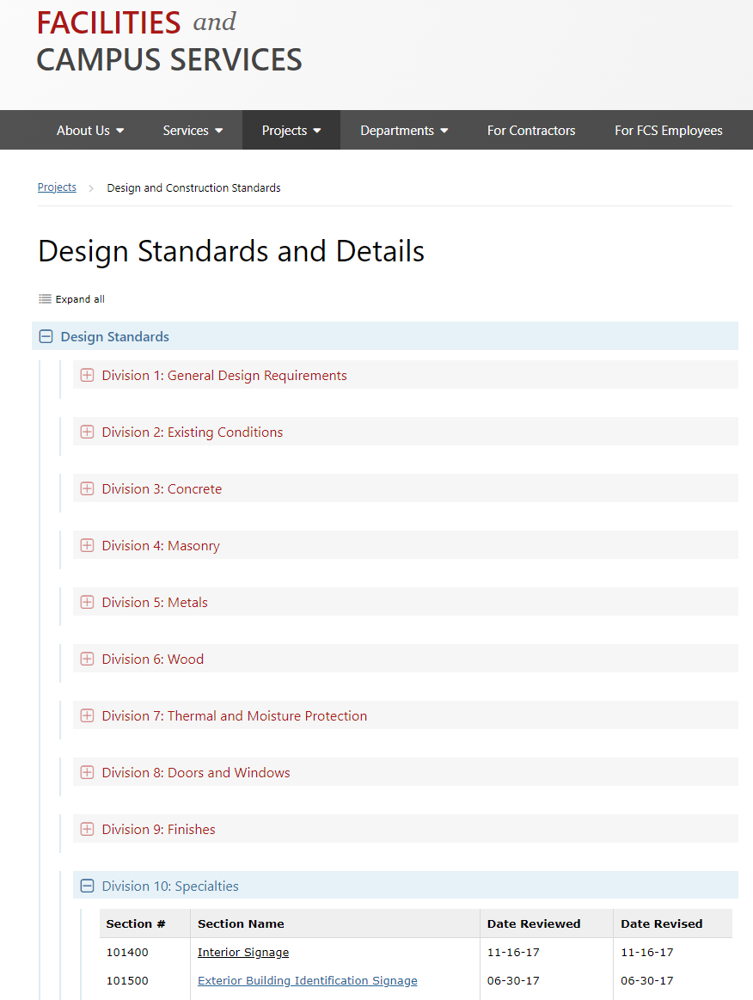 FACILITIES and
CAMPUS SERVICES
About Us Services Projects Departments For Contractors For FCS Employees
Projects Design and Construction Standards
Design Standards and Details
Expand all
Design Standards
Division 1: General Design Requirements
Division 2: Existing Conditions
Division 3: Concrete
Division 4: Masonry
Division 5: Metals
Division 6: Wood
Division 7: Thermal and Moisture Protection
Division 8: Doors and Windows
Division 9: Finishes
Division 10: Specialties
Section # Section Name Date Reviewed Date Revised
101400 Interior Signage 11-16-17 11-16-17
101500 Exterior Building Identification Signage 06-30-17 06-30-17